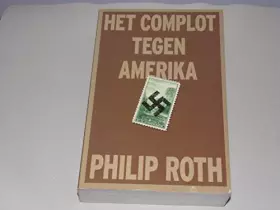 HET COMPLOT
TEGEN
AMERIKA
PHILIP ROTH